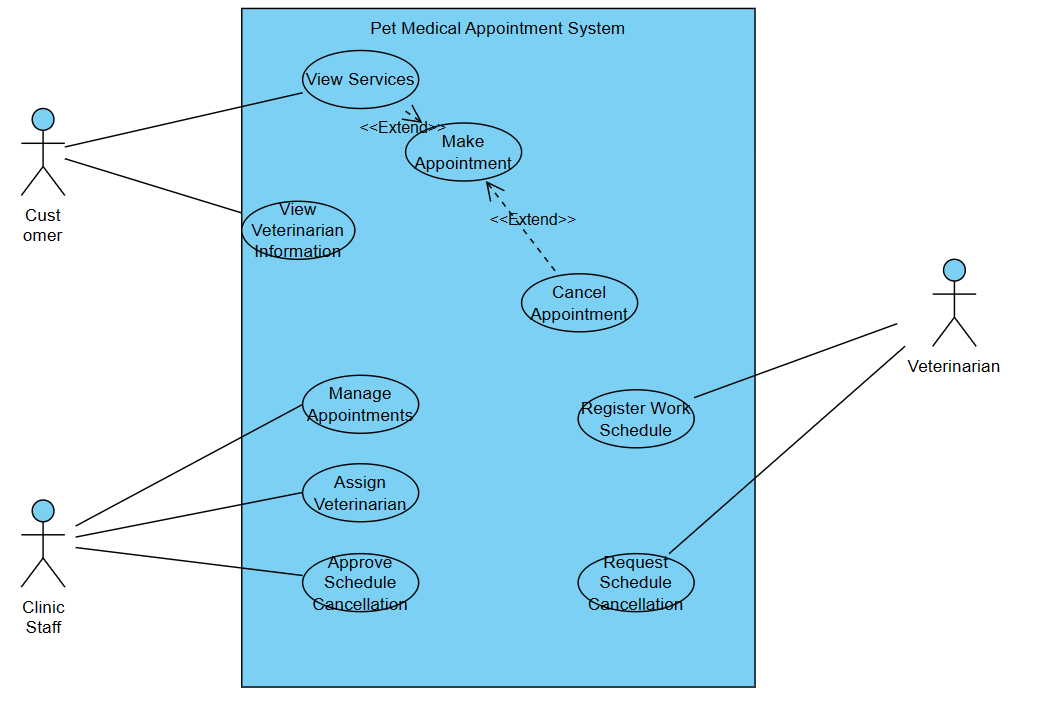 Pet Medical Appointment System
View Services
<<Extend>>
Make
Appointment
Cust
omer
View
Veterinarian
Information
<<Extend>>
Cancel
Appointment
Veterinarian
Manage
Appointments
Register Work
Schedule
Assign
Veterinarian
Approve
Schedule
Cancellation
Request
Schedule
Cancellation
Clinic
Staff